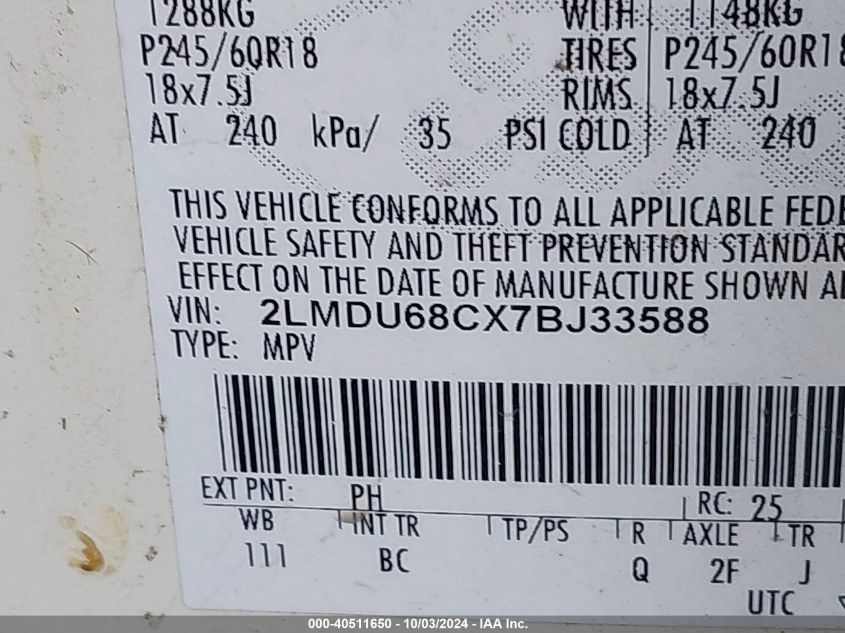 1288KG WITH 1148KG
P245/60R18 TIRES P245/60R18
18x7.5J RIMS 18x7.5J
AT 240 kPa/ 35 PSI COLD AT 240
THIS VEHICLE CONFORMS TO ALL APPLICABLE FEDE
VEHICLE SAFETY AND THEFT PREVENTION STANDAR
EFFECT ON THE DATE OF MANUFACTURE SHOWN A
VIN: 2LMDU68CX7BJ33588
TYPE: MPV
EXT PNT: PH RC: 25
WB INT TR TP/PS R AXLE TR
111 BC Q 2F J
UTC
000-40511650 - 10/03/2024 - IAA Inc.